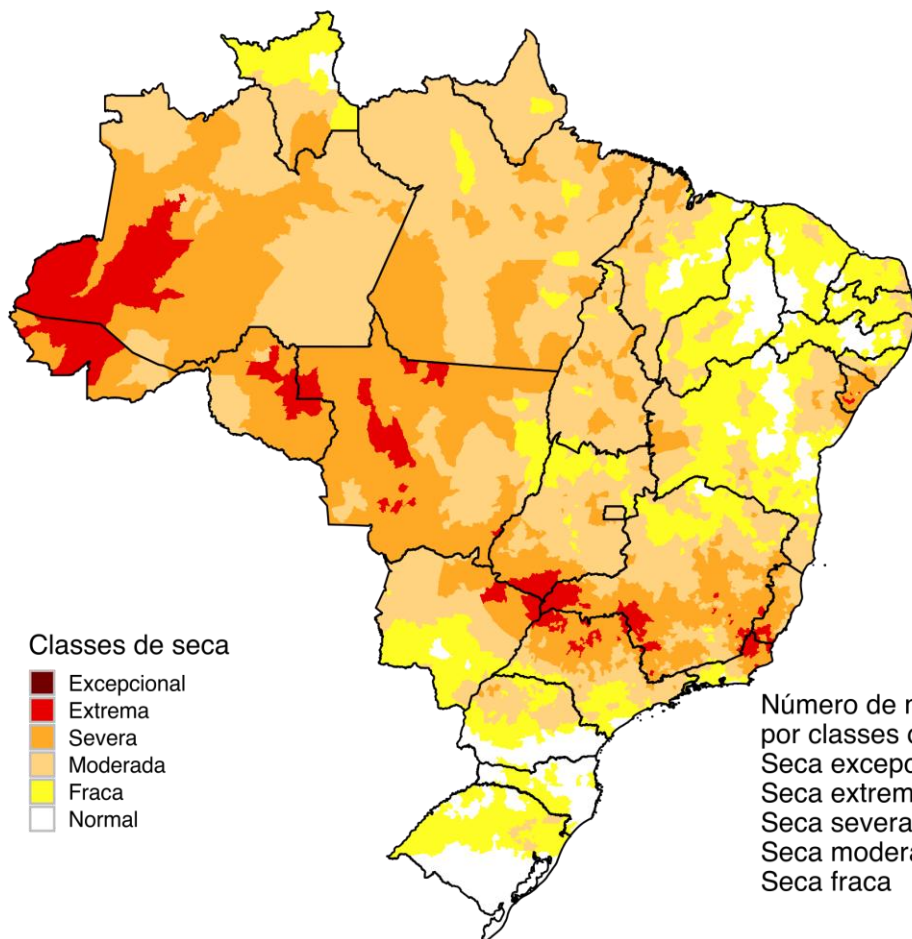 Classes de seca
Excepcional
Extrema
Severa
Moderada
Fraca
Normal
Número de
por classes
Seca excepc
Seca extrem
Seca severa
Seca modera
Seca fraca